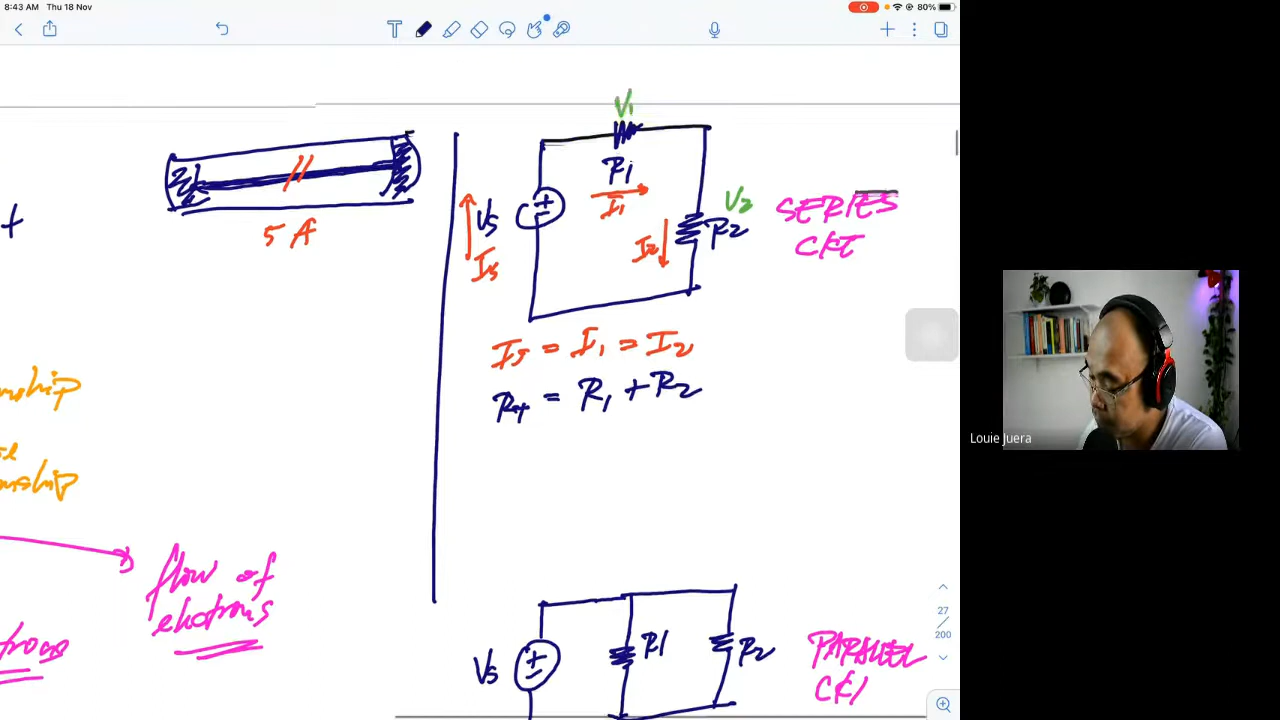 8:43 AM Thu 18 Nov
80%
V1
R1
I1
Vs
Is
V2
I2
R2
SERIES
CKT
5 A
Is = I1 = I2
Rt = R1 + R2
flow of
electrons
Vs
R1
R2
PARALLEL
CKT
27
/
200
Louie Juera